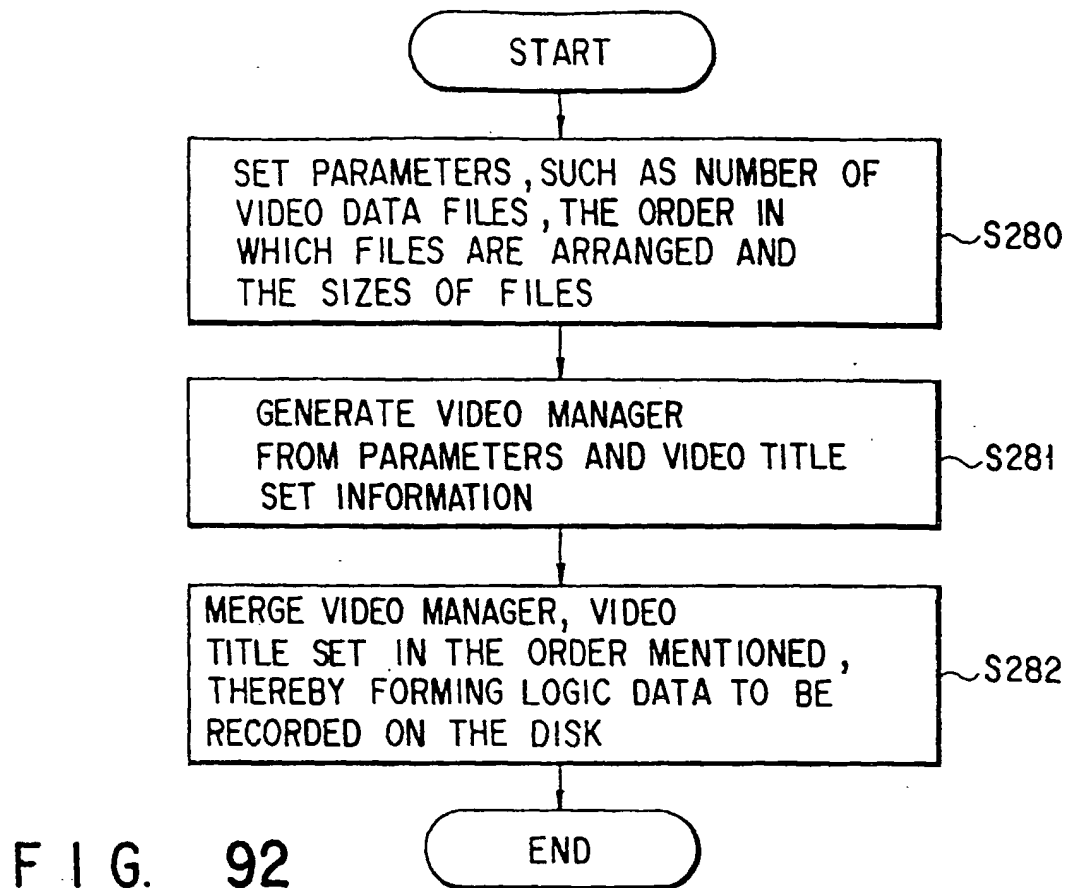 START
SET PARAMETERS, SUCH AS NUMBER OF
VIDEO DATA FILES, THE ORDER IN
WHICH FILES ARE ARRANGED AND
THE SIZES OF FILES
S280
GENERATE VIDEO MANAGER
FROM PARAMETERS AND VIDEO TITLE
SET INFORMATION
S281
MERGE VIDEO MANAGER, VIDEO
TITLE SET IN THE ORDER MENTIONED,
THEREBY FORMING LOGIC DATA TO BE
RECORDED ON THE DISK
S282
END
FIG. 92